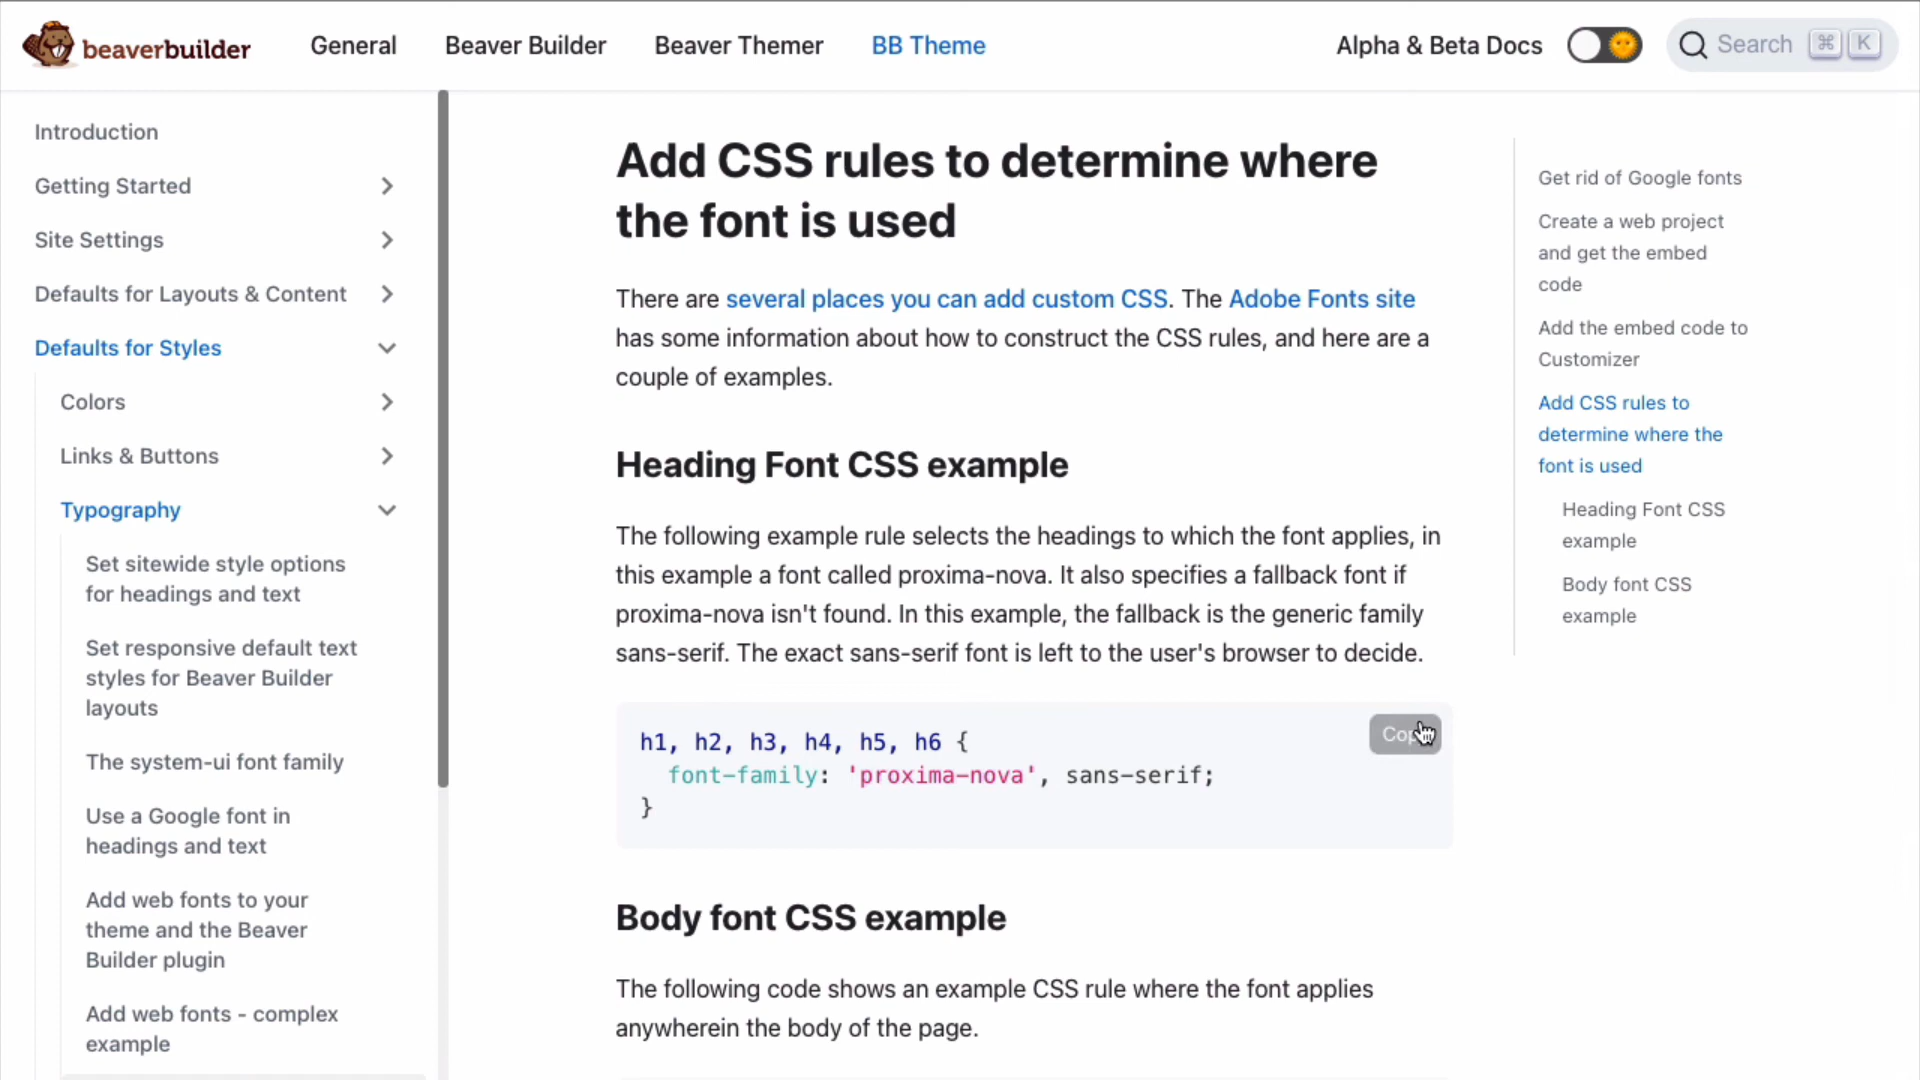 beaverbuilder
General
Beaver Builder
Beaver Themer
BB Theme
Alpha & Beta Docs
Search ⌘ K
Introduction
Getting Started
Site Settings
Defaults for Layouts & Content
Defaults for Styles
Colors
Links & Buttons
Typography
Set sitewide style options
for headings and text
Set responsive default text
styles for Beaver Builder
layouts
The system-ui font family
Use a Google font in
headings and text
Add web fonts to your
theme and the Beaver
Builder plugin
Add web fonts - complex
example
Add CSS rules to determine where
the font is used
There are several places you can add custom CSS. The Adobe Fonts site
has some information about how to construct the CSS rules, and here are a
couple of examples.
Heading Font CSS example
The following example rule selects the headings to which the font applies, in
this example a font called proxima-nova. It also specifies a fallback font if
proxima-nova isn't found. In this example, the fallback is the generic family
sans-serif. The exact sans-serif font is left to the user's browser to decide.
Copy
h1, h2, h3, h4, h5, h6 {
font-family: 'proxima-nova', sans-serif;
}
Body font CSS example
The following code shows an example CSS rule where the font applies
anywherein the body of the page.
Get rid of Google fonts
Create a web project
and get the embed
code
Add the embed code to
Customizer
Add CSS rules to
determine where the
font is used
Heading Font CSS
example
Body font CSS
example